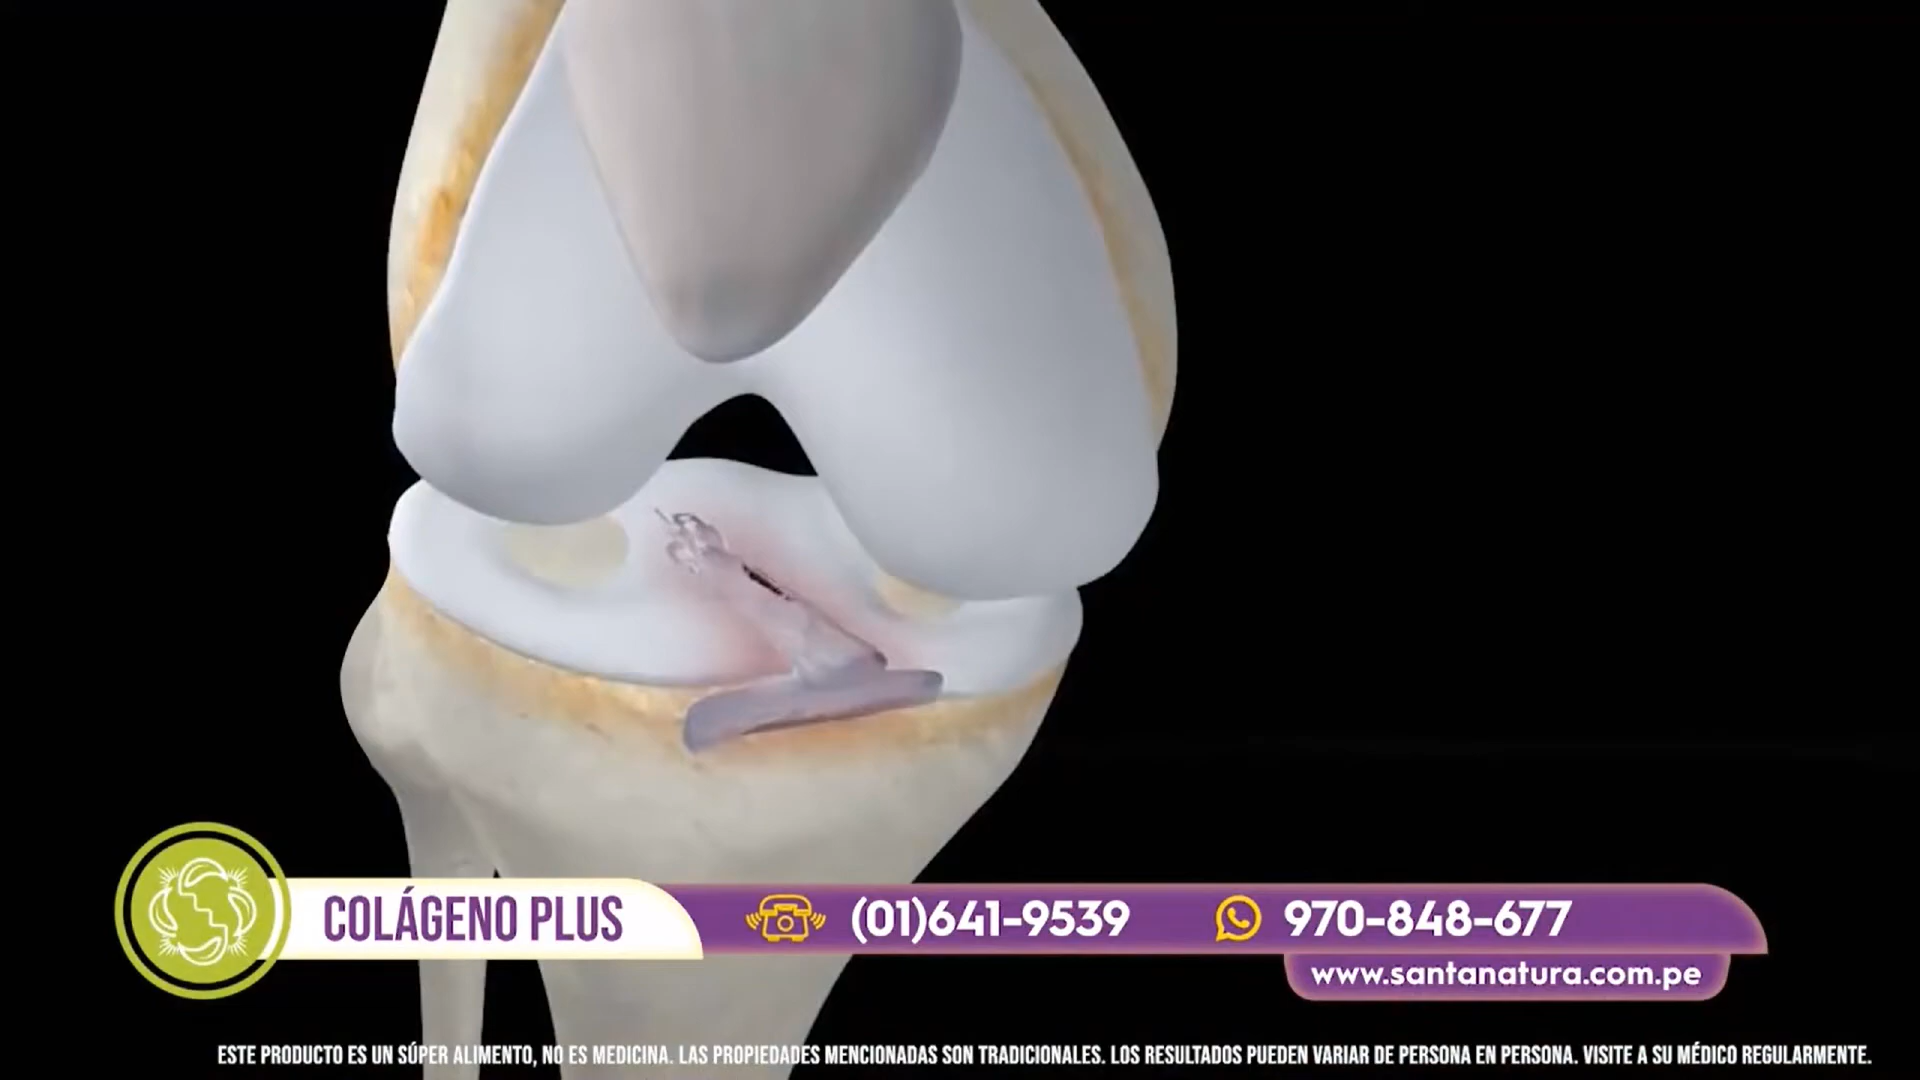 COLÁGENO PLUS
(01)641-9539
970-848-677
www.santanatura.com.pe
ESTE PRODUCTO ES UN SÚPER ALIMENTO, NO ES MEDICINA. LAS PROPIEDADES MENCIONADAS SON TRADICIONALES. LOS RESULTADOS PUEDEN VARIAR DE PERSONA EN PERSONA. VISITE A SU MÉDICO REGULARMENTE.